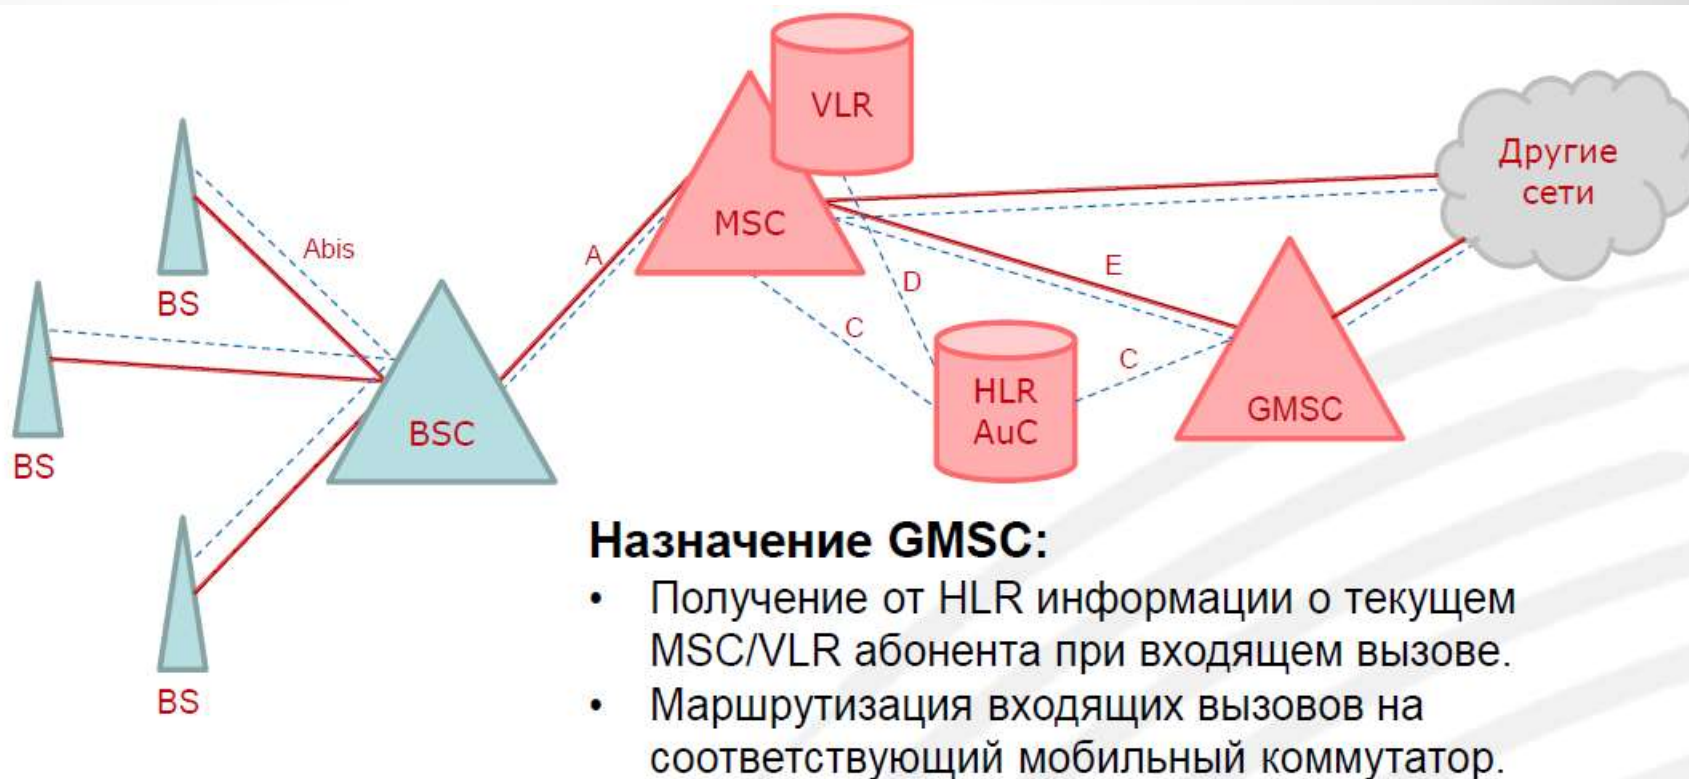 VLR
MSC
Другие
сети
Abis
A
BS
D
E
C
C
BS
BSC
HLR
AuC
GMSC
BS
Назначение GMSC:
• Получение от HLR информации о текущем
MSC/VLR абонента при входящем вызове.
• Маршрутизация входящих вызовов на
соответствующий мобильный коммутатор.